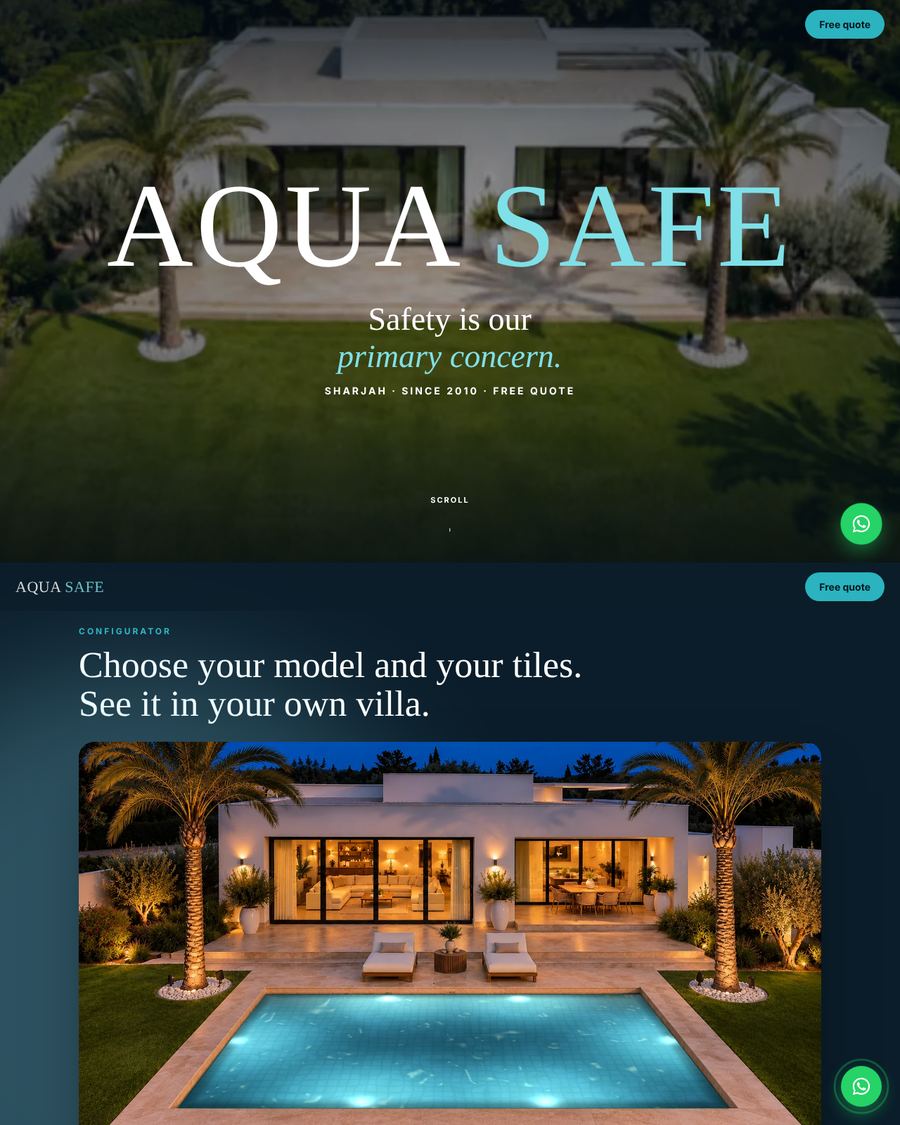 Free quote
AQUA SAFE
Safety is our
primary concern.
SHARJAH · SINCE 2010 · FREE QUOTE
SCROLL
AQUA SAFE
Free quote
CONFIGURATOR
Choose your model and your tiles.
See it in your own villa.